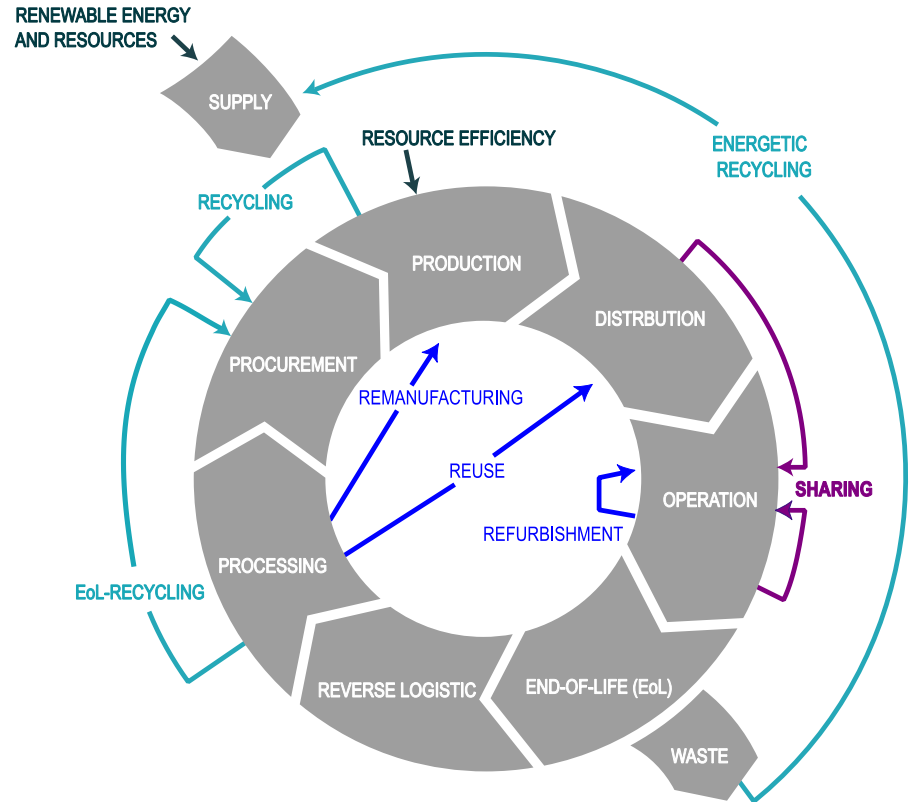 RENEWABLE ENERGY
AND RESOURCES
SUPPLY
RESOURCE EFFICIENCY
ENERGETIC
RECYCLING
RECYCLING
PRODUCTION
DISTRBUTION
PROCUREMENT
REMANUFACTURING
REUSE
SHARING
OPERATION
REFURBISHMENT
PROCESSING
EoL-RECYCLING
REVERSE LOGISTIC
END-OF-LIFE (EoL)
WASTE